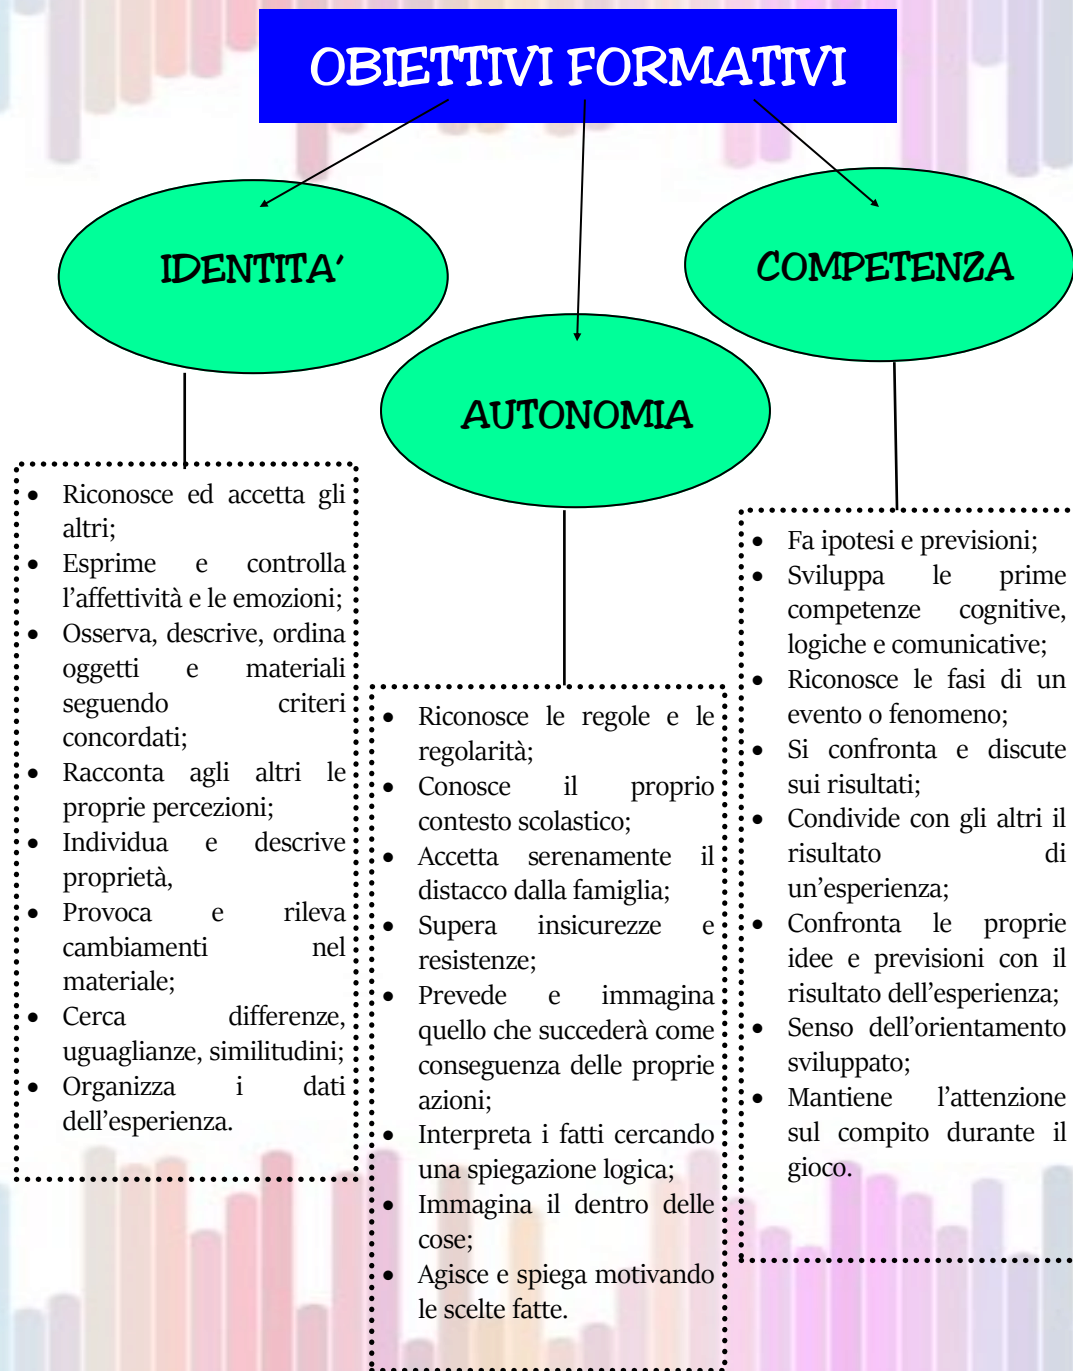 OBIETTIVI FORMATIVI
IDENTITA'
COMPETENZA
AUTONOMIA
• Riconosce ed accetta gli
altri;
• Esprime e controlla
l'affettività e le emozioni;
• Osserva, descrive, ordina
oggetti e materiali
seguendo criteri
concordati;
• Racconta agli altri le
proprie percezioni;
• Individua e descrive
proprietà,
• Provoca e rileva
cambiamenti nel
materiale;
• Cerca differenze,
uguaglianze, similitudini;
• Organizza i dati
dell'esperienza.
• Riconosce le regole e le
regolarità;
• Conosce il proprio
contesto scolastico;
• Accetta serenamente il
distacco dalla famiglia;
• Supera insicurezze e
resistenze;
• Prevede e immagina
quello che succederà come
conseguenza delle proprie
azioni;
• Interpreta i fatti cercando
una spiegazione logica;
• Immagina il dentro delle
cose;
• Agisce e spiega motivando
le scelte fatte.
• Fa ipotesi e previsioni;
• Sviluppa le prime
competenze cognitive,
logiche e comunicative;
• Riconosce le fasi di un
evento o fenomeno;
• Si confronta e discute
sui risultati;
• Condivide con gli altri il
risultato di
un'esperienza;
• Confronta le proprie
idee e previsioni con il
risultato dell'esperienza;
• Senso dell'orientamento
sviluppato;
• Mantiene l'attenzione
sul compito durante il
gioco.